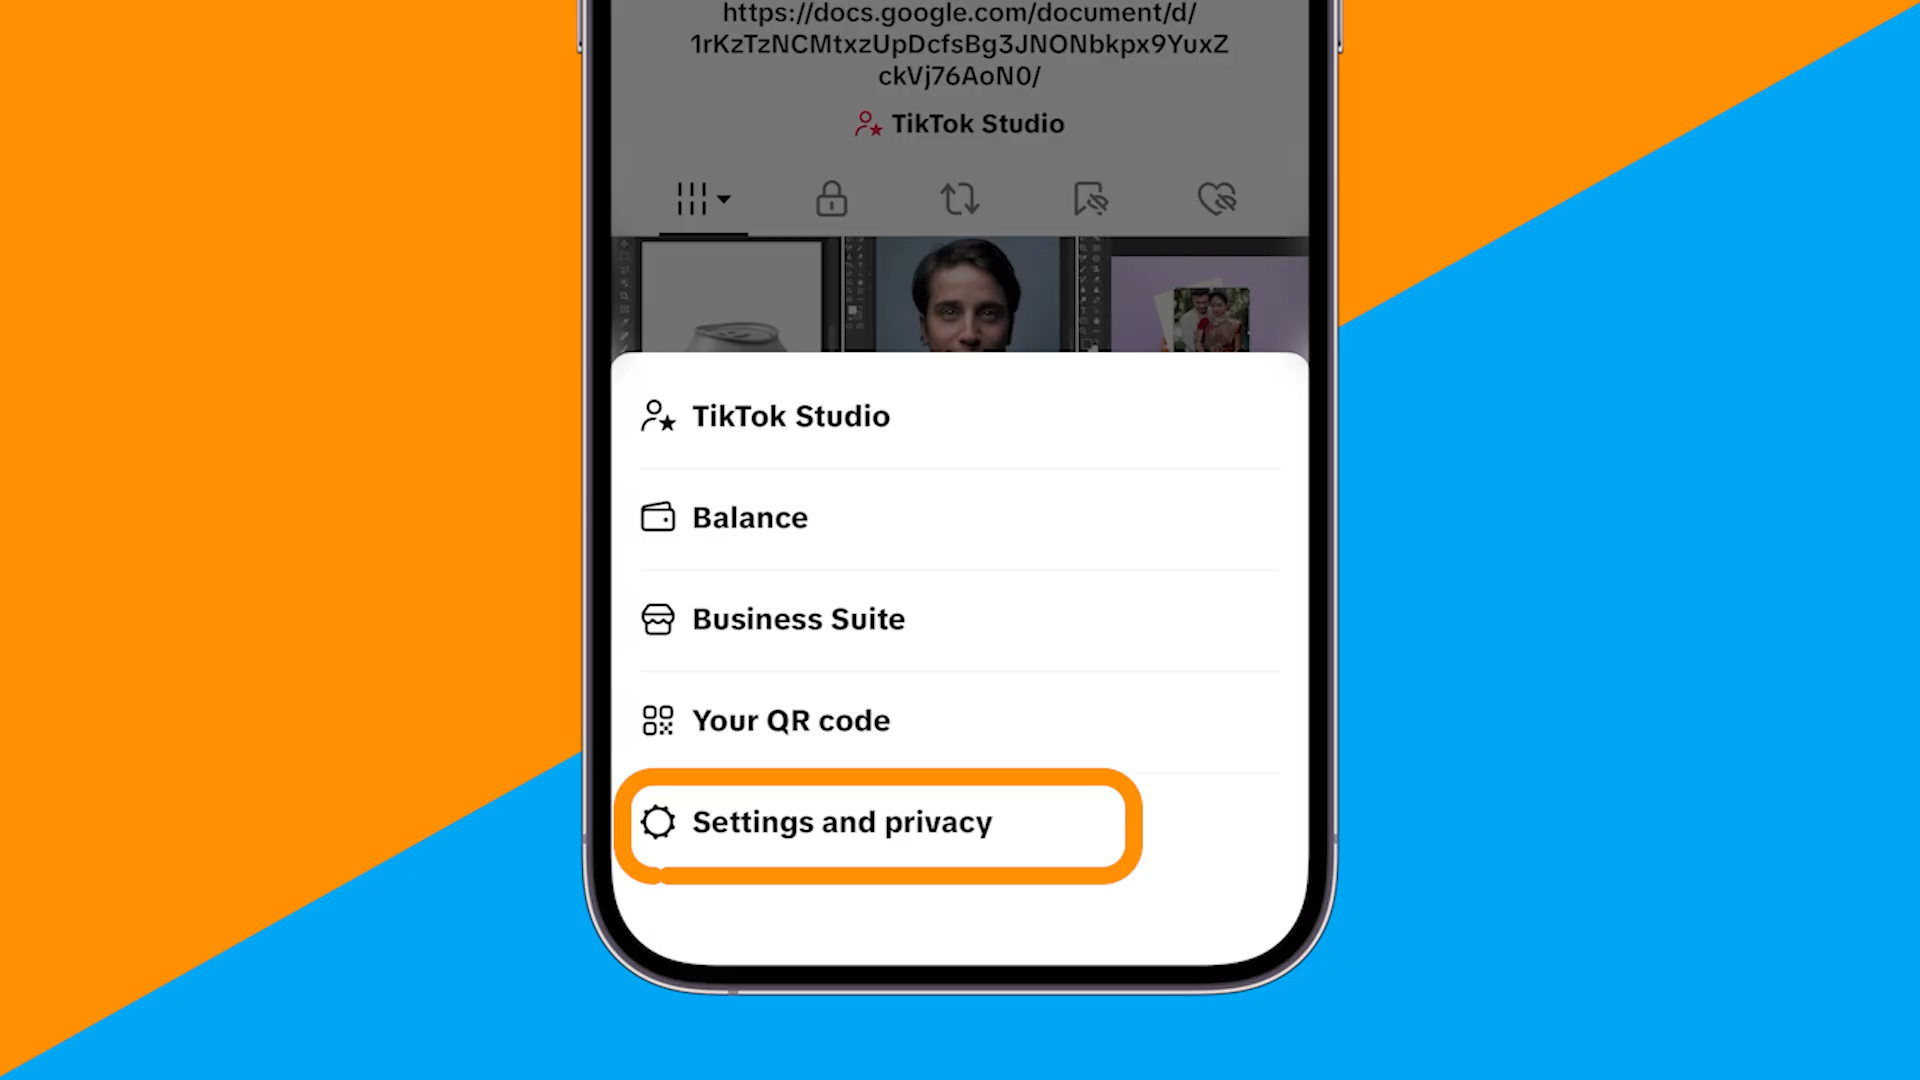 https://docs.google.com/document/d/
1rKzTzNCMtxzUpDcfsBg3JNONbkpx9YuxZ
ckVj76AoN0/
TikTok Studio
TikTok Studio
Balance
Business Suite
Your QR code
Settings and privacy